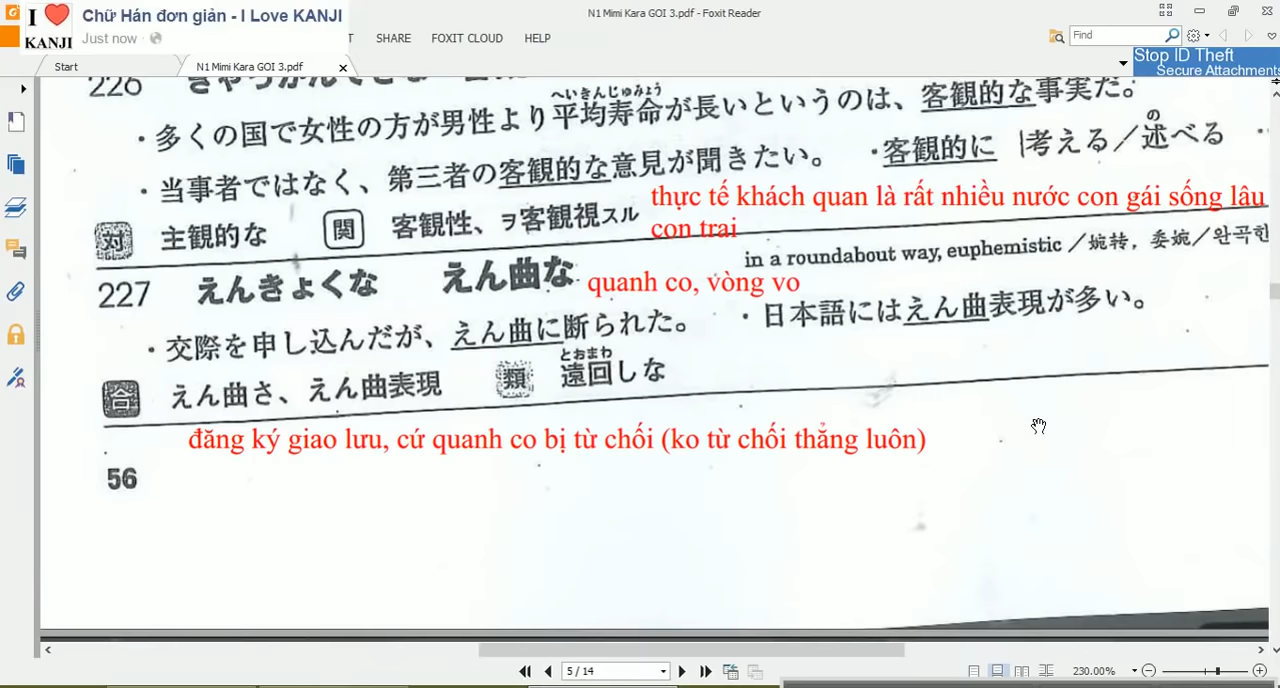 Chữ Hán đơn giản - I Love KANJI
Just now
I ❤
KANJI
N1 Mimi Kara GOI 3.pdf - Foxit Reader
T SHARE FOXIT CLOUD HELP
Find
Start
N1 Mimi Kara GOI 3.pdf
Stop ID Theft
Secure Attachments
226
へいきんじゅみょう
・多くの国で女性の方が男性より平均寿命が長いというのは、客観的な事実だ。
の
・当事者ではなく、第三者の客観的な意見が聞きたい。 ・客観的に 考える／述べる
thực tế khách quan là rất nhiều nước con gái sống lâu
con trai
対 主観的な 関 客観性、ヲ客観視スル
in a roundabout way, euphemistic／婉转，委婉／완곡한
227 えんきょくな えん曲な quanh co, vòng vo
・交際を申し込んだが、えん曲に断られた。 ・日本語にはえん曲表現が多い。
とおまわ
合 えん曲さ、えん曲表現 類 遠回しな
đăng ký giao lưu, cứ quanh co bị từ chối (ko từ chối thẳng luôn)
56
5 / 14
230.00%